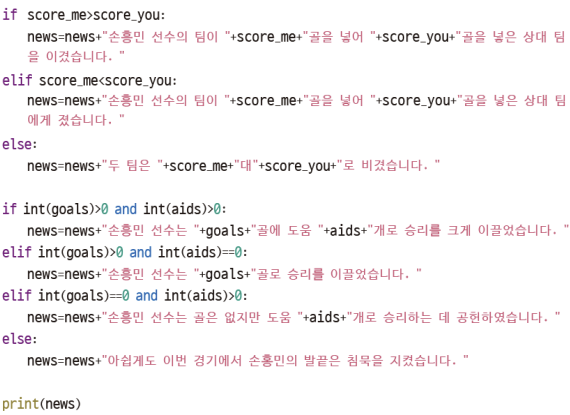 if score_me>score_you:
news=news+"손흥민 선수의 팀이 "+score_me+"골을 넣어 "+score_you+"골을 넣은 상대 팀
을 이겼습니다. "
elif score_me<score_you:
news=news+"손흥민 선수의 팀이 "+score_me+"골을 넣어 "+score_you+"골을 넣은 상대 팀
에게 졌습니다. "
else:
news=news+"두 팀은 "+score_me+"대"+score_you+"로 비겼습니다. "
if int(goals)>0 and int(aids)>0:
news=news+"손흥민 선수는 "+goals+"골에 도움 "+aids+"개로 승리를 크게 이끌었습니다. "
elif int(goals)>0 and int(aids)==0:
news=news+"손흥민 선수는 "+goals+"골로 승리를 이끌었습니다. "
elif int(goals)==0 and int(aids)>0:
news=news+"손흥민 선수는 골은 없지만 도움 "+aids+"개로 승리하는 데 공헌하였습니다. "
else:
news=news+"아쉽게도 이번 경기에서 손흥민의 발끝은 침묵을 지켰습니다. "
print(news)